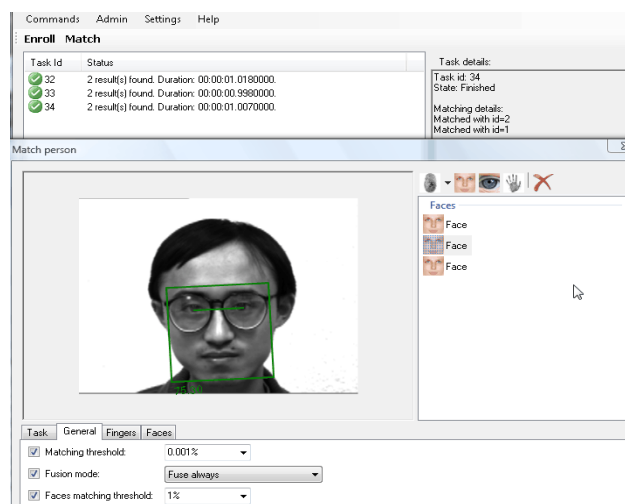 Commands Admin Settings Help
Enroll Match
Task Id Status
32 2 result(s) found. Duration: 00:00:01.0180000.
33 2 result(s) found. Duration: 00:00:00.9980000.
34 2 result(s) found. Duration: 00:00:01.0070000.
Task details:
Task id: 34
State: Finished
Matching details:
Matched with id=2
Matched with id=1
Match person
Faces
Face
Face
Face
Task General Fingers Faces
Matching threshold: 0.001%
Fusion mode: Fuse always
Faces matching threshold: 1%